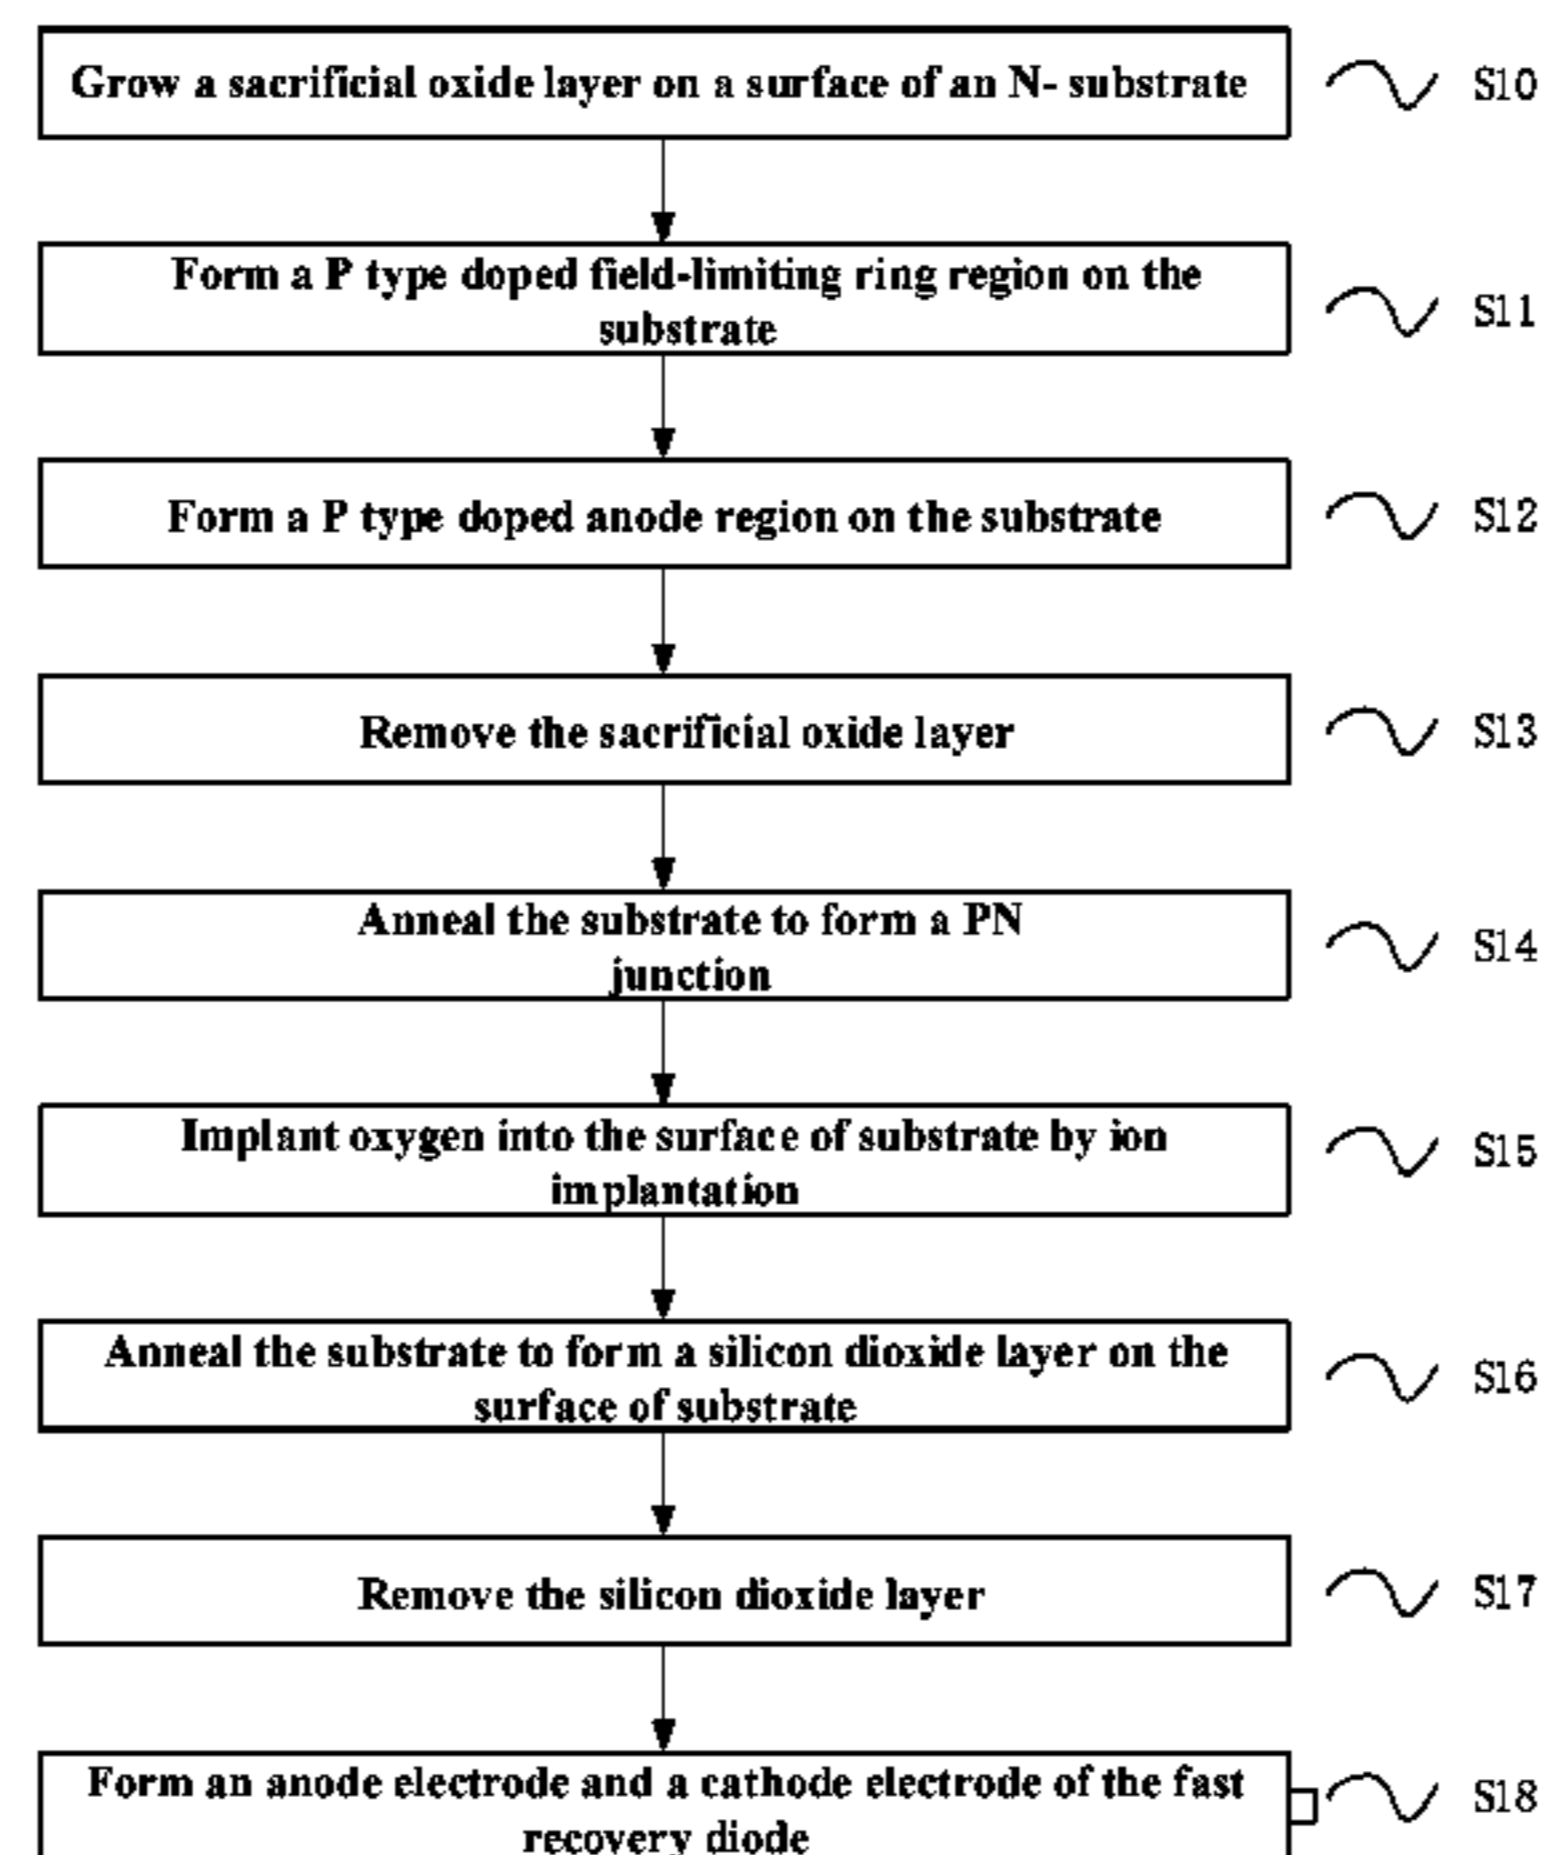 Grow a sacrificial oxide layer on a surface of an N- substrate S10
Form a P type doped field-limiting ring region on the
substrate
S11
Form a P type doped anode region on the substrate S12
Remove the sacrificial oxide layer S13
Anneal the substrate to form a PN
junction
S14
Implant oxygen into the surface of substrate by ion
implantation
S15
Anneal the substrate to form a silicon dioxide layer on the
surface of substrate
S16
Remove the silicon dioxide layer S17
Form an anode electrode and a cathode electrode of the fast
recovery diode
S18